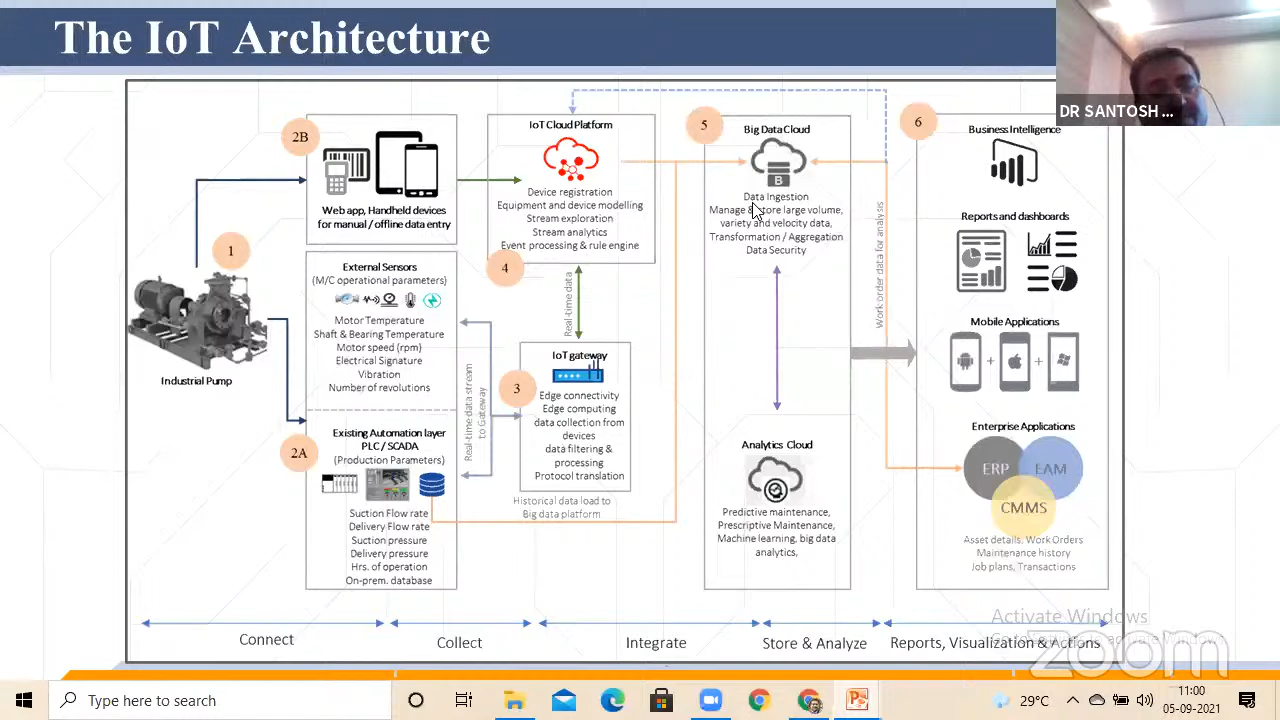 The IoT Architecture
DR SANTOSH ...
1
Industrial Pump
2B
Web app, Handheld devices
for manual / offline data entry
External Sensors
(M/C operational parameters)
Motor Temperature
Shaft & Bearing Temperature
Motor speed (rpm)
Electrical Signature
Vibration
Number of revolutions
2A
Existing Automation layer
PLC / SCADA
(Production Parameters)
Suction Flow rate
Delivery Flow rate
Suction pressure
Delivery pressure
Hrs. of operation
On-prem. database
Real-time data stream
to Gateway
IoT Cloud Platform
Device registration
Equipment and device modelling
Stream exploration
Stream analytics
Event processing & rule engine
4
Real-time data
3
IoT gateway
Edge connectivity
Edge computing
data collection from
devices
data filtering &
processing
Protocol translation
Historical data load to
Big data platform
5
Big Data Cloud
B
Data Ingestion
Manage & store large volume,
variety and velocity data,
Transformation / Aggregation
Data Security
Analytics Cloud
Predictive maintenance,
Prescriptive Maintenance,
Machine learning, big data
analytics,
Work order data for analysis
6
Business Intelligence
Reports and dashboards
Mobile Applications
+ +
Enterprise Applications
ERP
EAM
CMMS
Asset details, Work Orders
Maintenance history
Job plans, Transactions
Connect
Collect
Integrate
Store & Analyze
Reports, Visualization & Actions
Activate Windows
zoom
Type here to search
29°C
11:00
05-09-2021